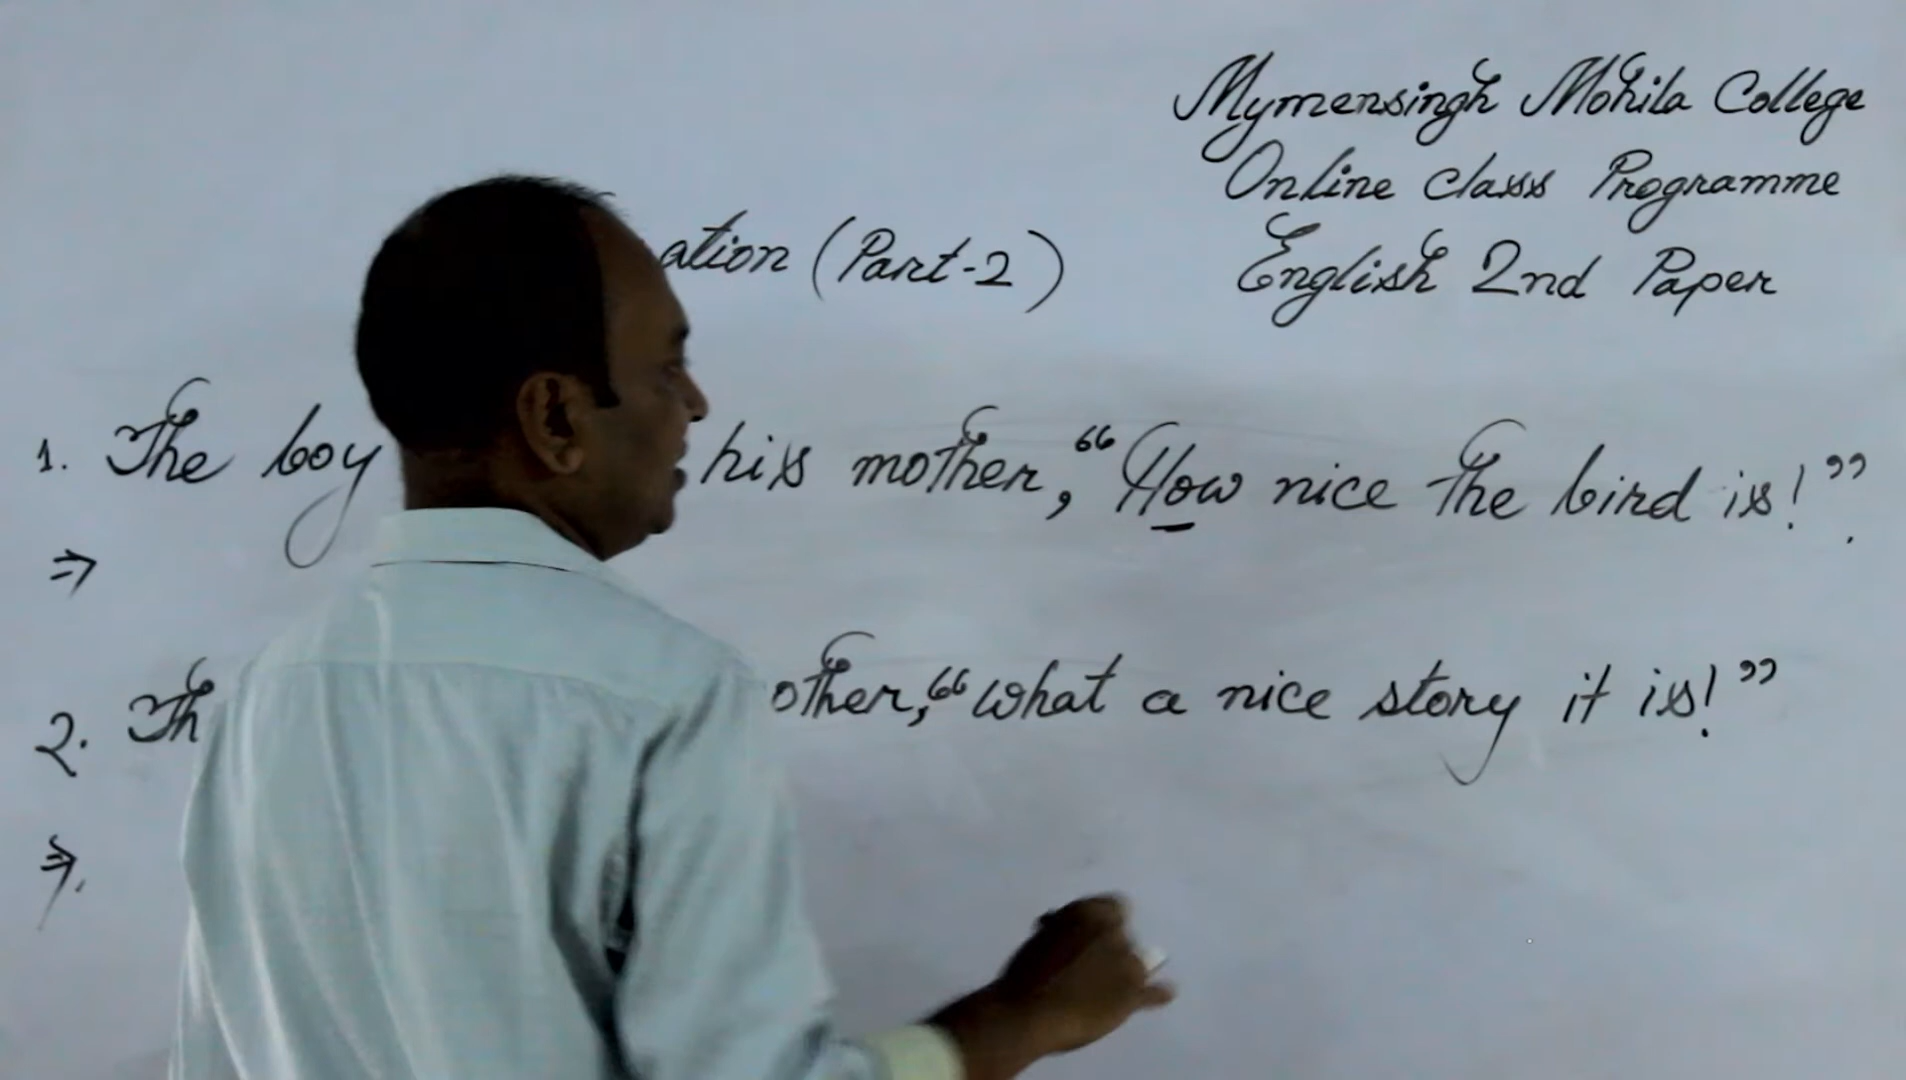 Mymensingh Mohila College
Online class Programme
English 2nd Paper
ation (Part-2)
1. The boy his mother, “How nice the bird is!”.
⇒
2. Th other, “what a nice story it is!”
⇒.